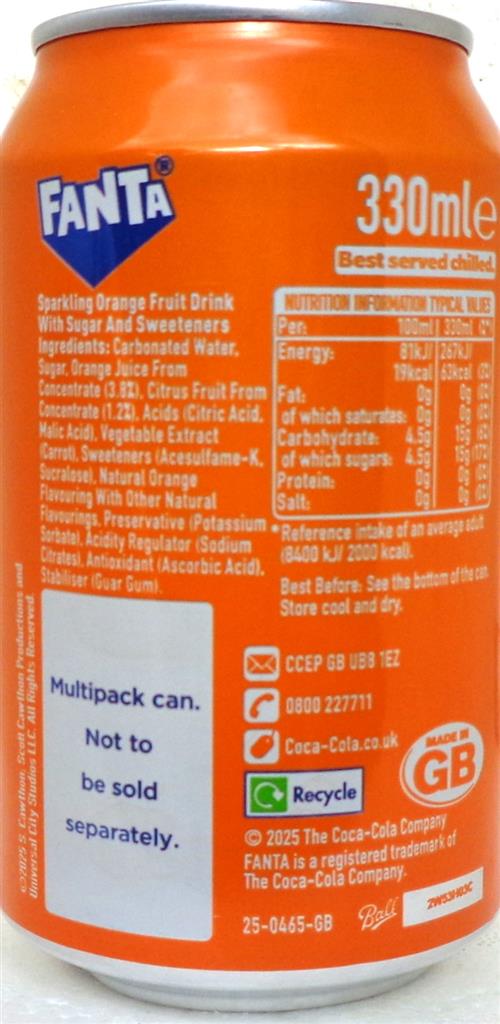 FANTA®
330ml e
Best served chilled.
Sparkling Orange Fruit Drink
With Sugar And Sweeteners
Ingredients: Carbonated Water,
Sugar, Orange Juice From
Concentrate (3.8%), Citrus Fruit From
Concentrate (1.2%), Acids (Citric Acid,
Malic Acid), Vegetable Extract
(Carrot), Sweeteners (Acesulfame-K,
Sucralose), Natural Orange
Flavouring With Other Natural
Flavourings, Preservative (Potassium
Sorbate), Acidity Regulator (Sodium
Citrates), Antioxidant (Ascorbic Acid),
Stabiliser (Guar Gum).
NUTRITION INFORMATION TYPICAL VALUES
Per: 100ml 330ml
Energy: 81kJ/ 267kJ/
19kcal 63kcal
Fat: 0g 0g
of which saturates: 0g 0g
Carbohydrate: 4.5g 15g
of which sugars: 4.5g 15g
Protein: 0g 0g
Salt: 0g 0g
*Reference intake of an average adult
(8400 kJ/ 2000 kcal).
Best Before: See the bottom of the can.
Store cool and dry.
©2025 S. Cawthon, Scott Cawthon Productions and
Universal City Studios LLC. All Rights Reserved.
Multipack can.
Not to
be sold
separately.
CCEP GB UB8 1EZ
0800 227711
Coca-Cola.co.uk
MADE IN
GB
Recycle
© 2025 The Coca-Cola Company
FANTA is a registered trademark of
The Coca-Cola Company.
25-0465-GB
Ball